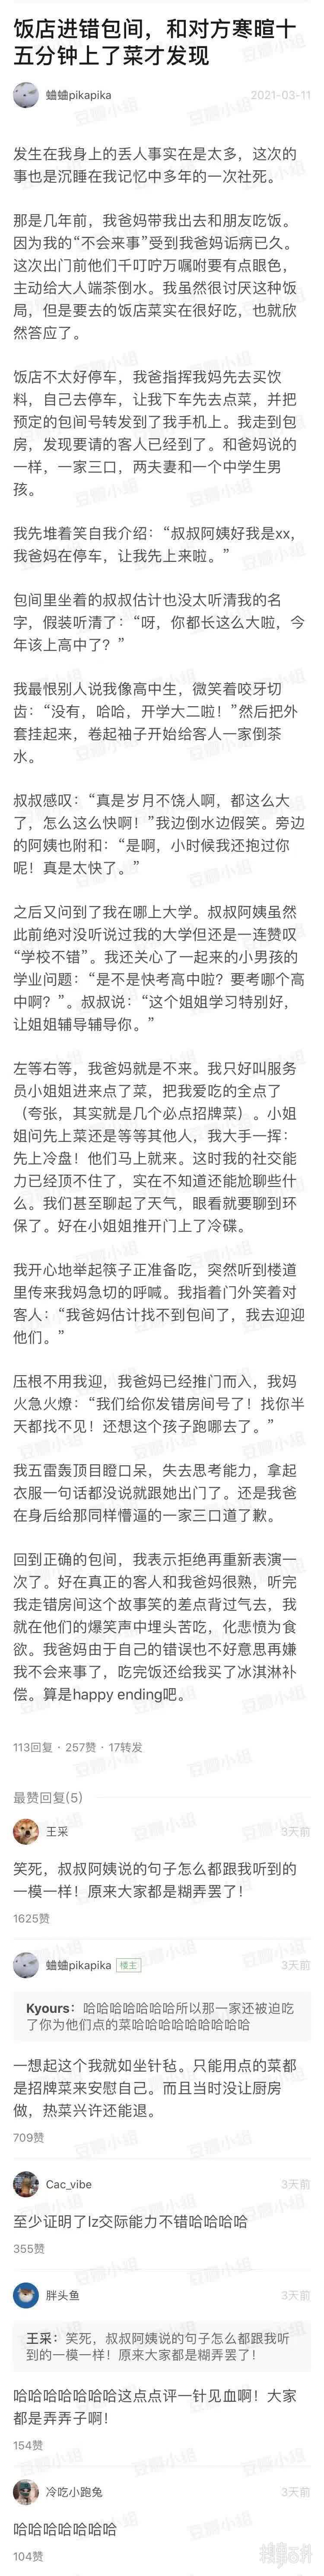 饭店进错包间，和对方寒暄十
五分钟上了菜才发现
蛐蛐pikapika
2021-03-11
发生在我身上的丢人事实在是太多，这次的
事也是沉睡在我记忆中多年的一次社死。
那是几年前，我爸妈带我出去和朋友吃饭。
因为我的“不会来事”受到我爸妈诟病已久。
这次出门前他们千叮咛万嘱咐要有点眼色，
主动给大人端茶倒水。我虽然很讨厌这种饭
局，但是要去的饭店菜实在很好吃，也就欣
然答应了。
饭店不太好停车，我爸指挥我妈先去买饮
料，自己去停车，让我下车先去点菜，并把
预定的包间号转发到了我手机上。我走到包
房，发现要请的客人已经到了。和爸妈说的
一样，一家三口，两夫妻和一个中学生男
孩。
我先堆着笑自我介绍：“叔叔阿姨好我是xx，
我爸妈在停车，让我先上来啦。”
包间里坐着的叔叔估计也没太听清我的名
字，假装听清了：“呀，你都长这么大啦，今
年该上高中了？”
我最恨别人说我像高中生，微笑着咬牙切
齿：“没有，哈哈，开学大二啦！”然后把外
套挂起来，卷起袖子开始给客人一家倒茶
水。
叔叔感叹：“真是岁月不饶人啊，都这么大
了，怎么这么快啊！”我边倒水边假笑。旁边
的阿姨也附和：“是啊，小时候我还抱过你
呢！真是太快了。”
之后又问到了我在哪上大学。叔叔阿姨虽然
此前绝对没听说过我的大学但还是一连赞叹
“学校不错”。我还关心了一起来的小男孩的
学业问题：“是不是快考高中啦？要考哪个高
中啊？”。叔叔说：“这个姐姐学习特别好，
让姐姐辅导辅导你。”
左等右等，我爸妈就是不来。我只好叫服务
员小姐姐进来点了菜，把我爱吃的全点了
（夸张，其实就是几个必点招牌菜）。小姐
姐问先上菜还是等等其他人，我大手一挥：
先上冷盘！他们马上就来。这时我的社交能
力已经顶不住了，实在不知道还能尬聊些什
么。我们甚至聊起了天气，眼看就要聊到环
保了。好在小姐姐推开门上了冷碟。
我开心地举起筷子正准备吃，突然听到楼道
里传来我妈急切的呼喊。我指着门外笑着对
客人：“我爸妈估计找不到包间了，我去迎迎
他们。”
压根不用我迎，我爸妈已经推门而入，我妈
火急火燎：“我们给你发错房间号了！找你半
天都找不见！还想这个孩子跑哪去了。”
我五雷轰顶目瞪口呆，失去思考能力，拿起
衣服一句话都没说就跟她出门了。还是我爸
在身后给那同样懵逼的一家三口道了歉。
回到正确的包间，我表示拒绝再重新表演一
次了。好在真正的客人和我爸妈很熟，听完
我走错房间这个故事笑的差点背过气去，我
就在他们的爆笑声中埋头苦吃，化悲愤为食
欲。我爸妈由于自己的错误也不好意思再嫌
我不会来事了，吃完饭还给我买了冰淇淋补
偿。算是happy ending吧。
113回复 · 257赞 · 17转发
最赞回复(5)
王采
3天前
笑死，叔叔阿姨说的句子怎么都跟我听到的
一模一样！原来大家都是糊弄罢了！
1625赞
蛐蛐pikapika 楼主
3天前
Kyours：哈哈哈哈哈哈哈所以那一家还被迫吃
了你为他们点的菜哈哈哈哈哈哈哈哈哈
一想起这个我就如坐针毡。只能用点的菜都
是招牌菜来安慰自己。而且当时没让厨房
做，热菜兴许还能退。
709赞
Cac_vibe
3天前
至少证明了lz交际能力不错哈哈哈哈
355赞
胖头鱼
3天前
王采：笑死，叔叔阿姨说的句子怎么都跟我听
到的一模一样！原来大家都是糊弄罢了！
哈哈哈哈哈哈哈这点点评一针见血啊！大家
都是弄弄子啊！
154赞
冷吃小跑兔
3天前
哈哈哈哈哈哈哈
104赞
豆瓣小组